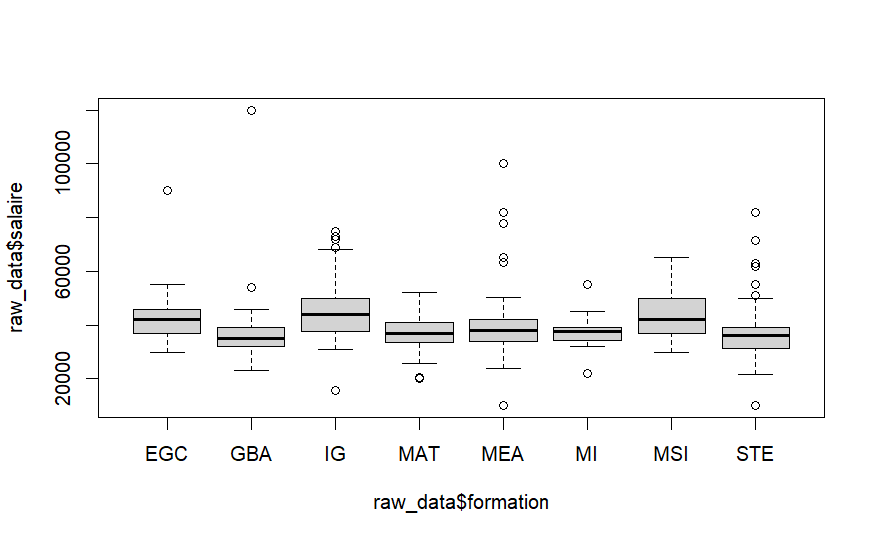 raw_data$salaire
100000
60000
20000
EGC GBA IG MAT MEA MI MSI STE
raw_data$formation